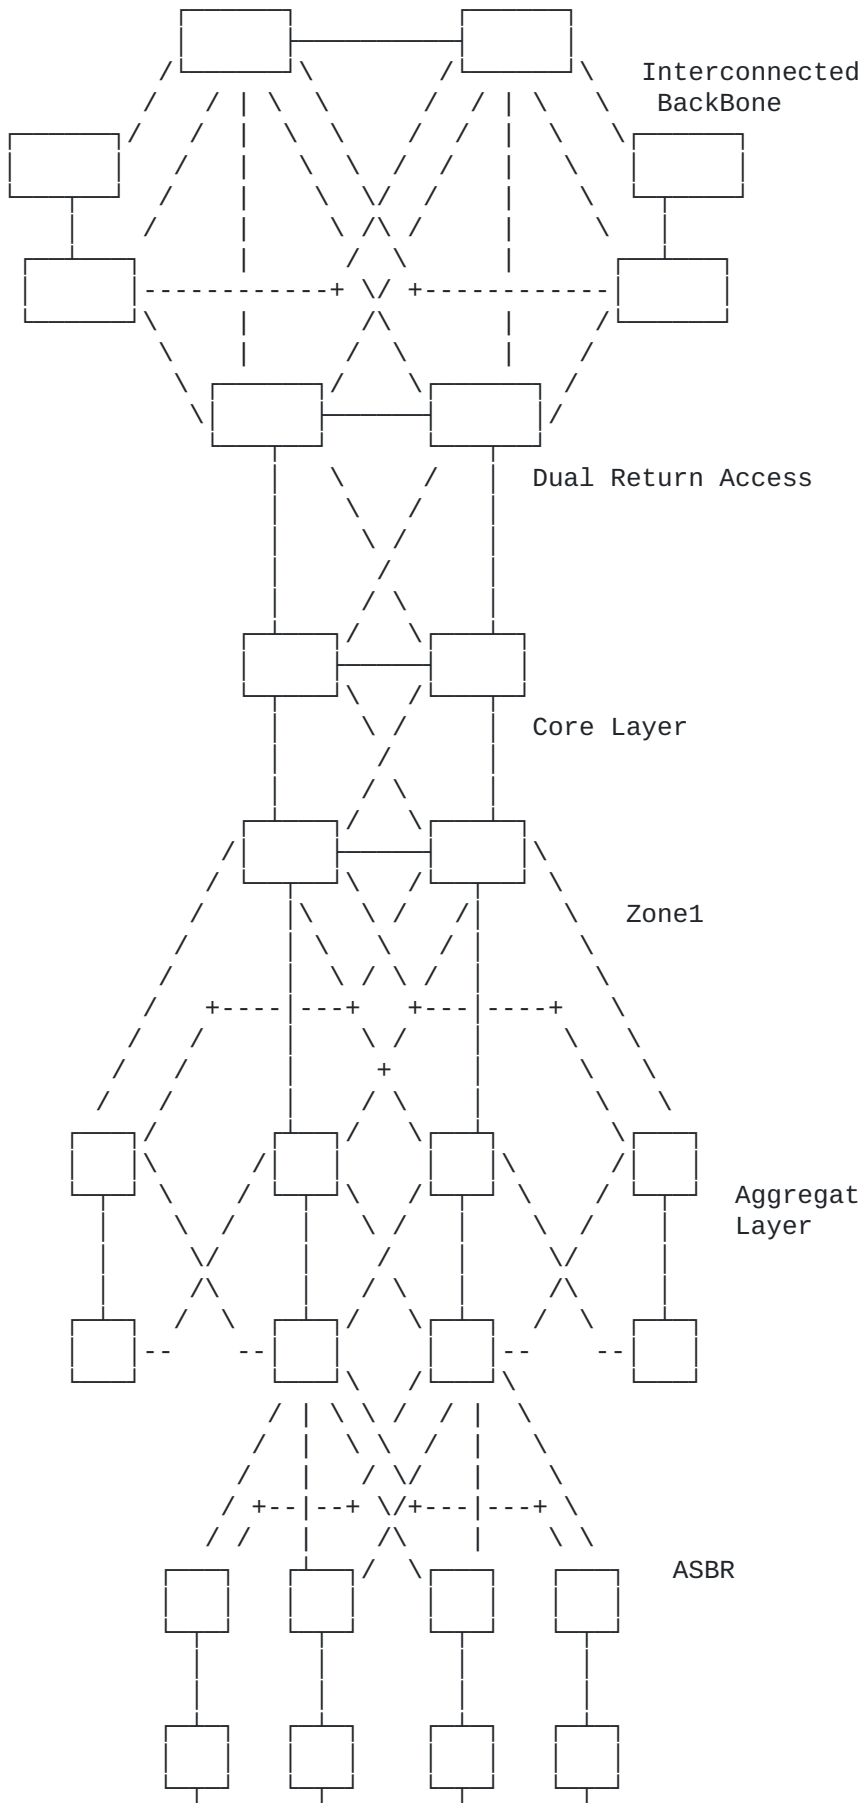 Interconnected
BackBone
Dual Return Access
Core Layer
Zone1
Aggregat
Layer
ASBR